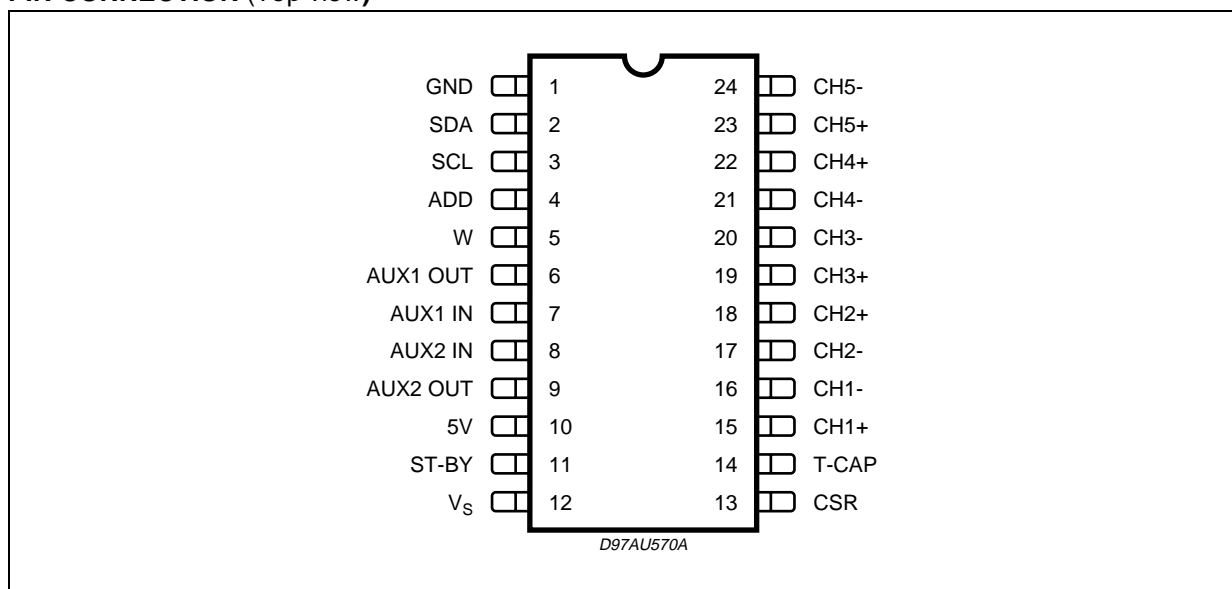 GND 1 24 CH5-
SDA 2 23 CH5+
SCL 3 22 CH4+
ADD 4 21 CH4-
W 5 20 CH3-
AUX1 OUT 6 19 CH3+
AUX1 IN 7 18 CH2+
AUX2 IN 8 17 CH2-
AUX2 OUT 9 16 CH1-
5V 10 15 CH1+
ST-BY 11 14 T-CAP
VS 12 13 CSR
D97AU570A